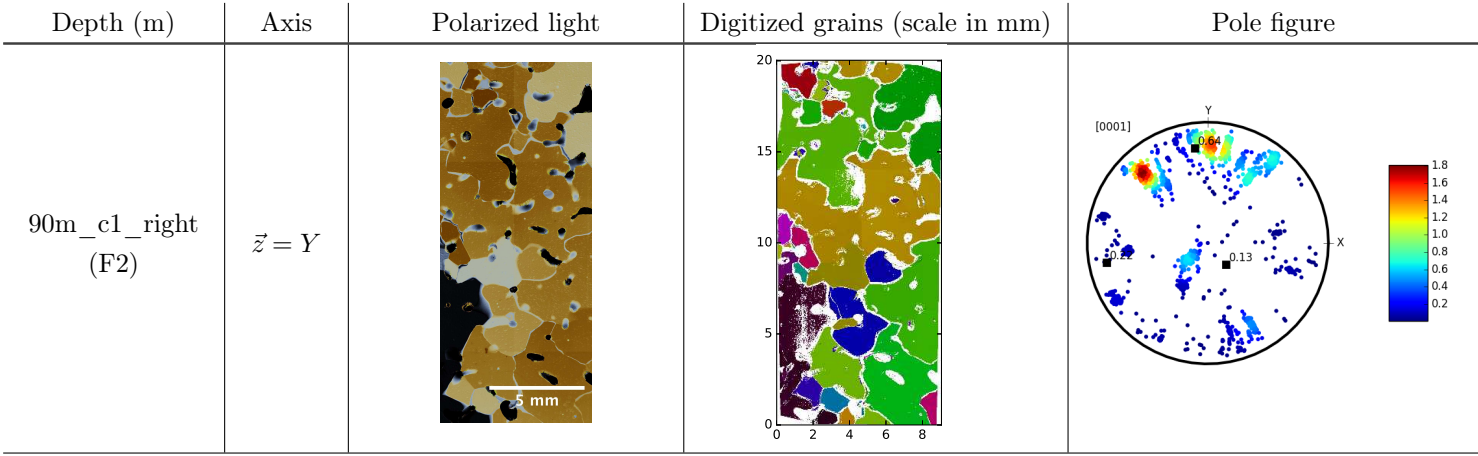 Depth (m) Axis Polarized light Digitized grains (scale in mm) Pole figure
90m_c1_right
(F2)
z⃗ = Y
5 mm
20
15
10
5
0
0 2 4 6 8
[0001]
Y
X
0.64
0.22
0.13
1.8
1.6
1.4
1.2
1.0
0.8
0.6
0.4
0.2